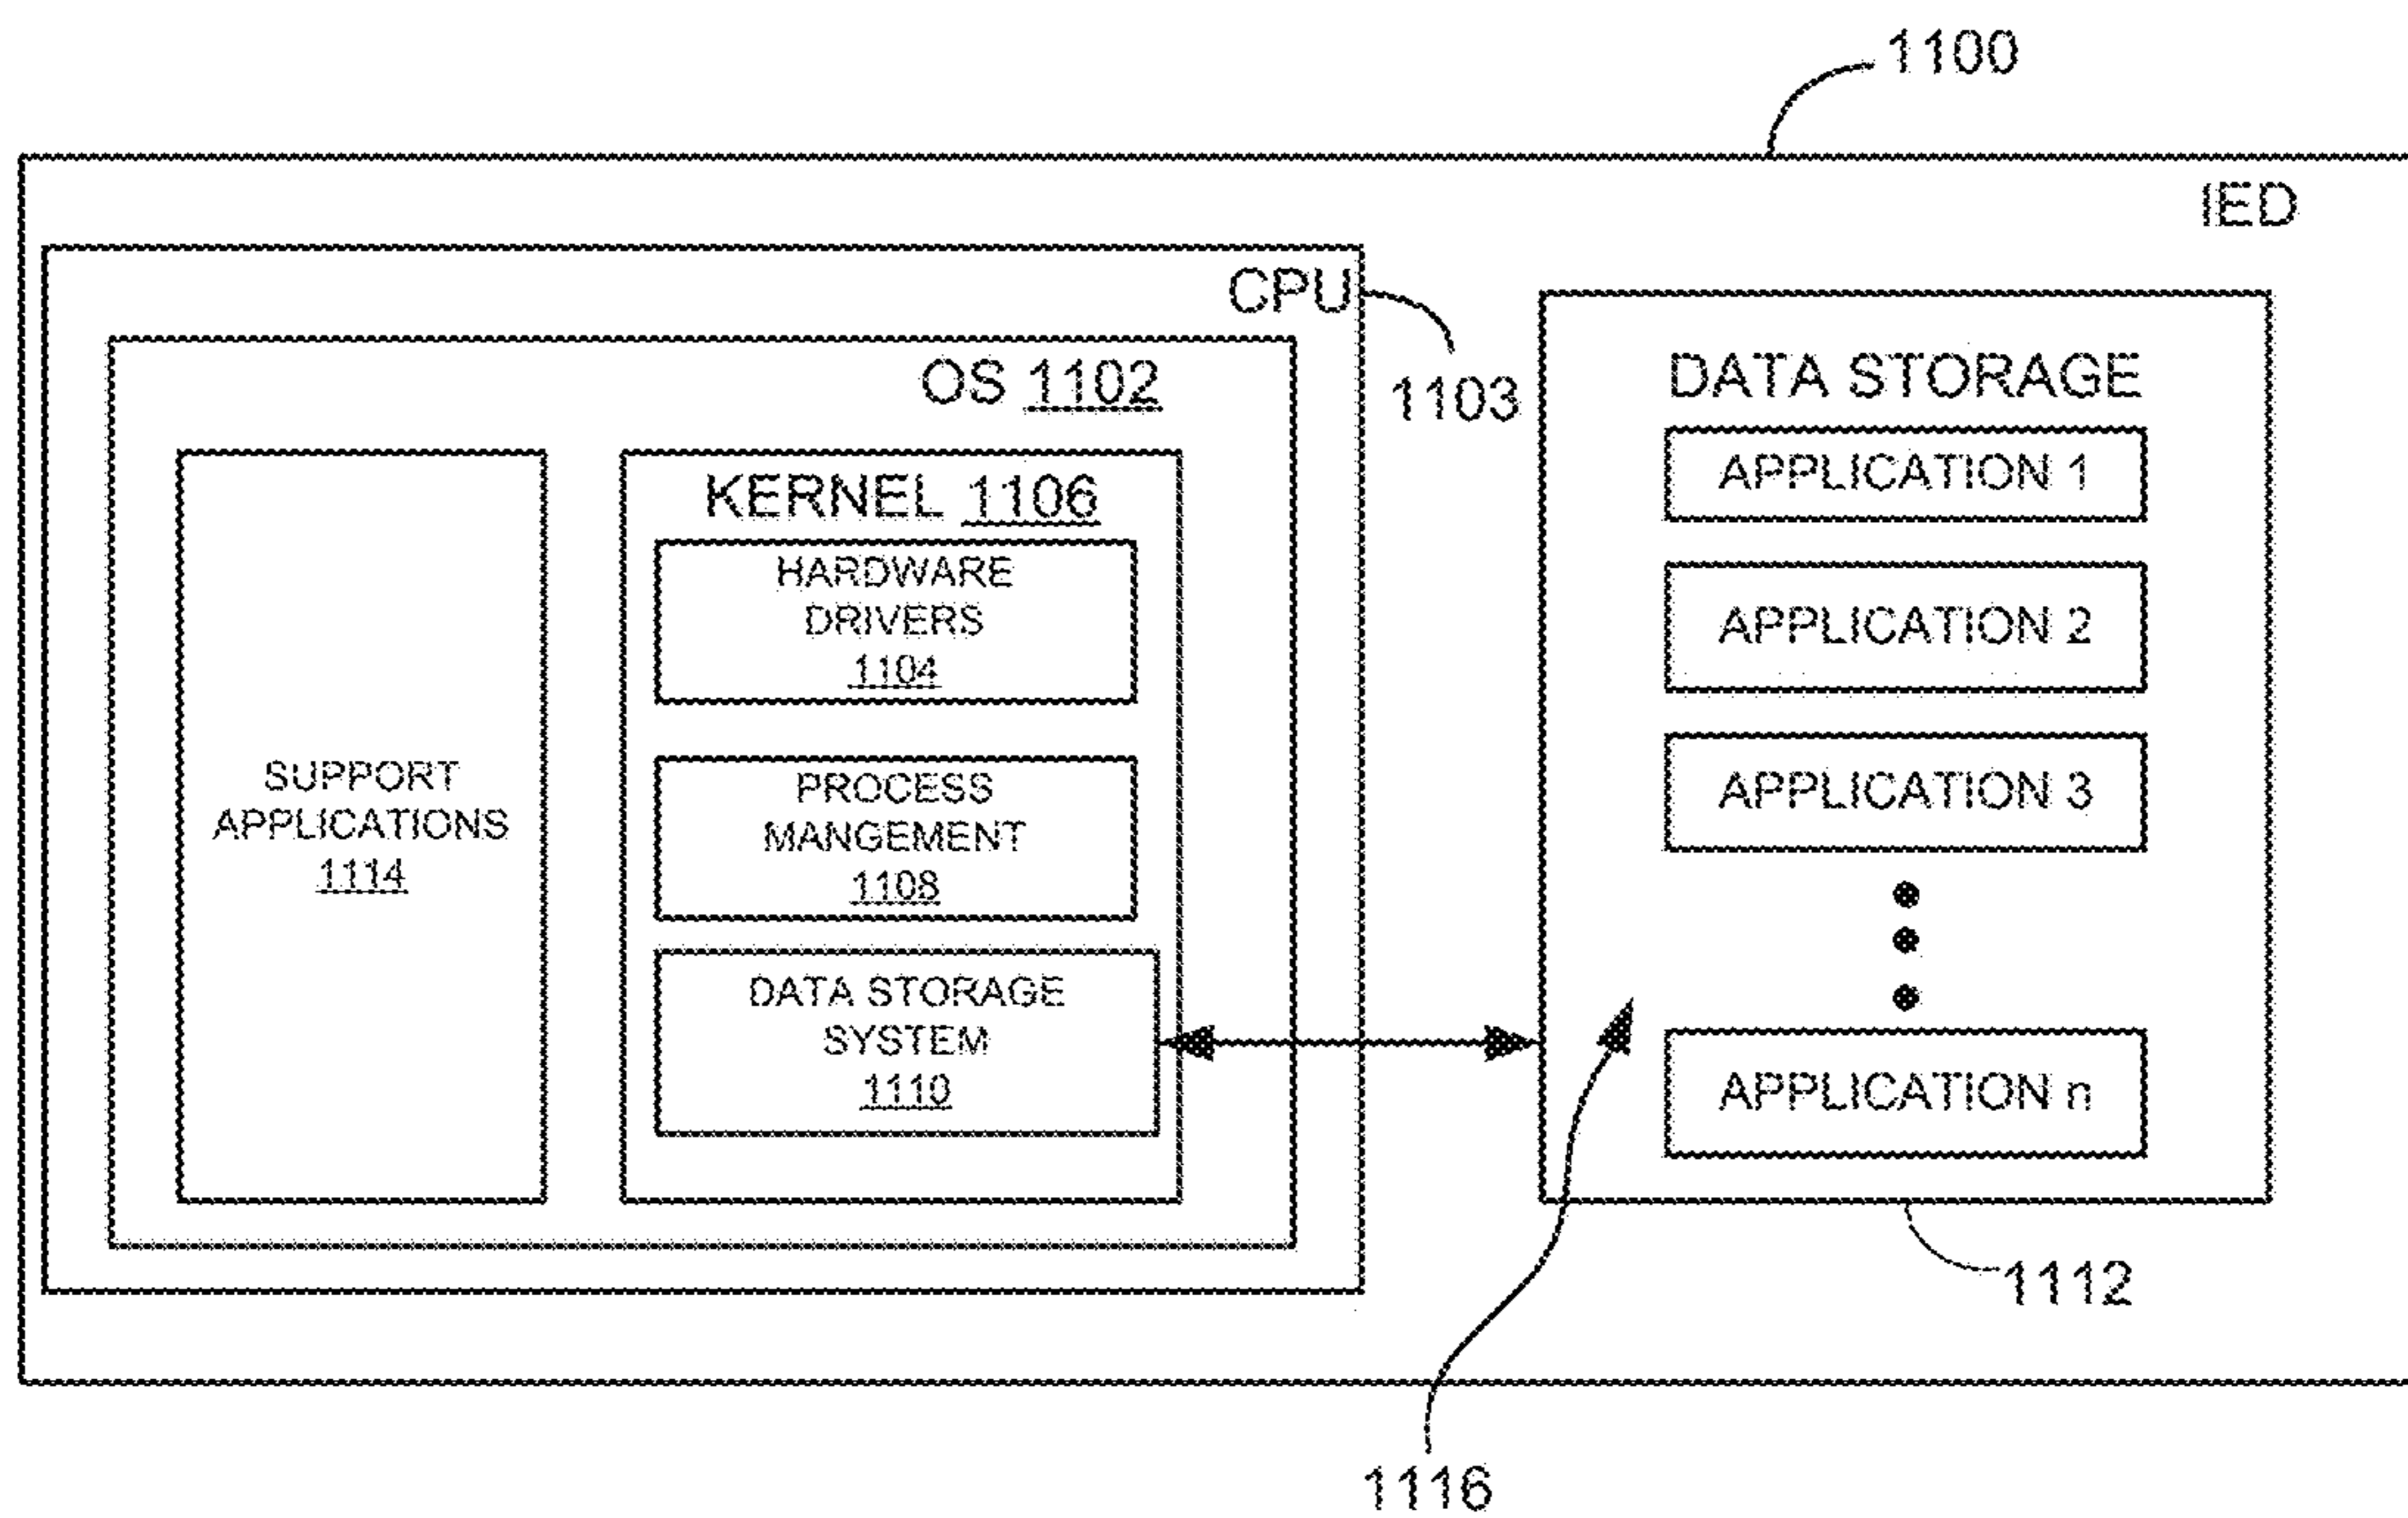 1100
IED
CPU
1103
OS 1102
KERNEL 1106
HARDWARE
DRIVERS
1104
PROCESS
MANGEMENT
1108
DATA STORAGE
SYSTEM
1110
SUPPORT
APPLICATIONS
1114
DATA STORAGE
APPLICATION 1
APPLICATION 2
APPLICATION 3
APPLICATION n
1112
1116